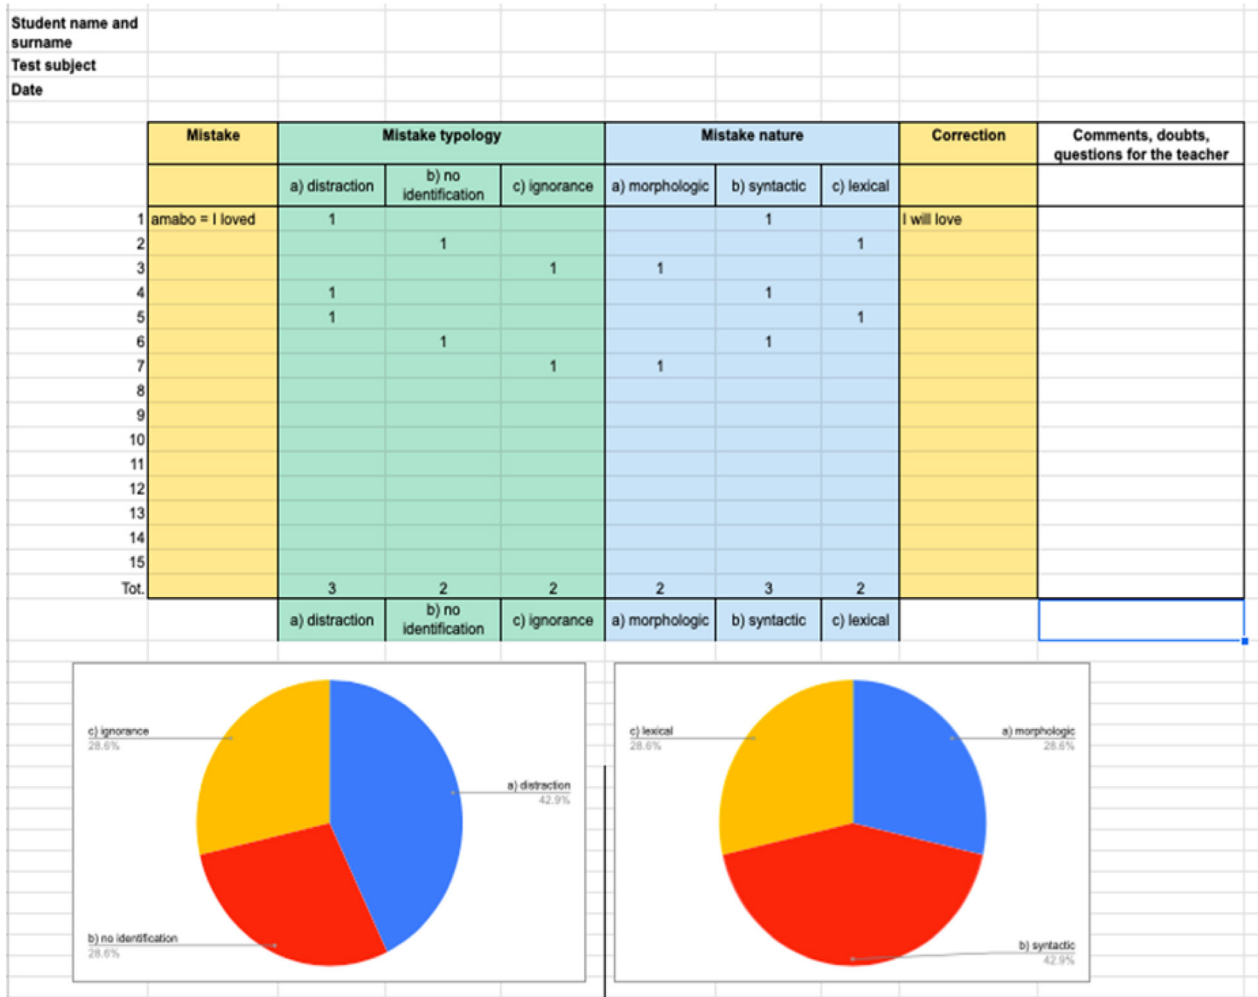 Student name and
surname
Test subject
Date
Mistake Mistake typology Mistake nature Correction Comments, doubts,
questions for the teacher
a) distraction b) no
identification c) ignorance a) morphologic b) syntactic c) lexical
1 amabo = I loved 1 1 I will love
2 1 1
3 1 1
4 1 1
5 1 1
6 1 1
7 1 1
8
9
10
11
12
13
14
15
Tot. 3 2 2 2 3 2
a) distraction b) no
identification c) ignorance a) morphologic b) syntactic c) lexical
c) ignorance
28.6%
a) distraction
42.9%
b) no identification
28.6%
c) lexical
28.6%
a) morphologic
28.6%
b) syntactic
42.9%